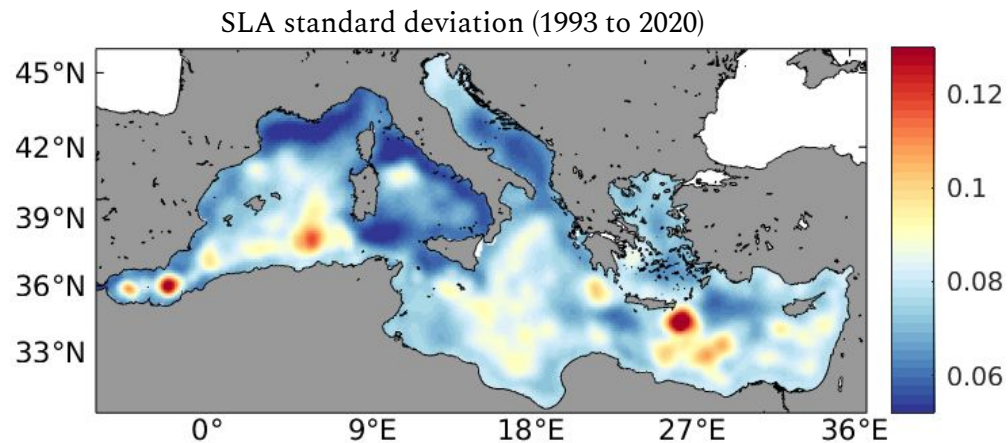 SLA standard deviation (1993 to 2020)
45°N
42°N
39°N
36°N
33°N
0° 9°E 18°E 27°E 36°E
0.12
0.1
0.08
0.06